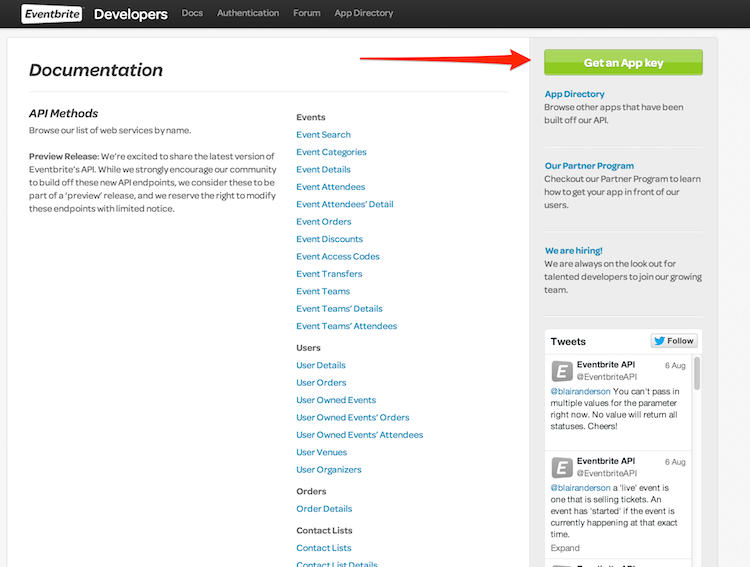 Eventbrite Developers Docs Authentication Forum App Directory
Documentation
API Methods
Browse our list of web services by name.
Preview Release: We're excited to share the latest version of
Eventbrite's API. While we strongly encourage our community
to build off these new API endpoints, we consider these to be
part of a 'preview' release, and we reserve the right to modify
these endpoints with limited notice.
Events
Event Search
Event Categories
Event Details
Event Attendees
Event Attendees' Detail
Event Orders
Event Discounts
Event Access Codes
Event Transfers
Event Teams
Event Teams' Details
Event Teams' Attendees
Users
User Details
User Orders
User Owned Events
User Owned Events' Orders
User Owned Events' Attendees
User Venues
User Organizers
Orders
Order Details
Contact Lists
Contact Lists
Contact List Details
Get an App key
App Directory
Browse other apps that have been
built off our API.
Our Partner Program
Checkout our Partner Program to learn
how to get your app in front of our
users.
We are hiring!
We are always on the look out for
talented developers to join our growing
team.
Tweets Follow
E Eventbrite API 6 Aug
@EventbriteAPI
@blairanderson You can't pass in
multiple values for the parameter
right now. No value will return all
statuses. Cheers!
E Eventbrite API 6 Aug
@EventbriteAPI
@blairanderson a 'live' event is
one that is selling tickets. An
event has 'started' if the event is
currently happening at that exact
time.
Expand